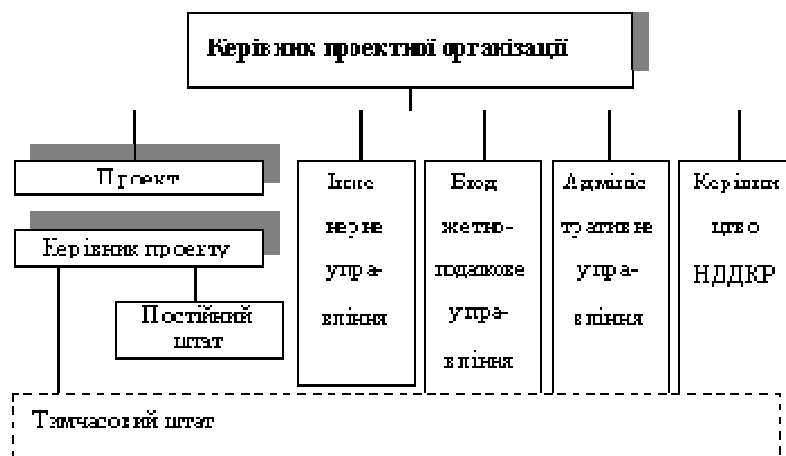 Керівник проектної організації
Проект
Керівник проекту
Постійний
штат
Інже
нерне
упра-
вління
Бюд
жетно-
податкове
упра-
вління
Адмініс
тративне
упра-
вління
Керівни
цтво
НДДКР
Тимчасовий штат